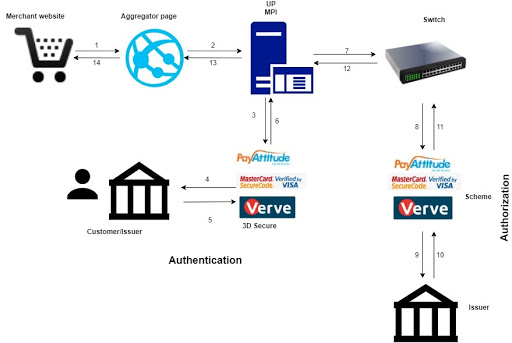 Merchant website
Aggregator page
UP
MPI
Switch
1
14
2
13
7
12
3
6
8
11
PayAttitude
MasterCard.
SecureCode.
Verified by
VISA
Verve
3D Secure
4
5
Customer/Issuer
PayAttitude
MasterCard.
SecureCode.
Verified by
VISA
Verve
Scheme
Authentication
Authorization
9
10
Issuer